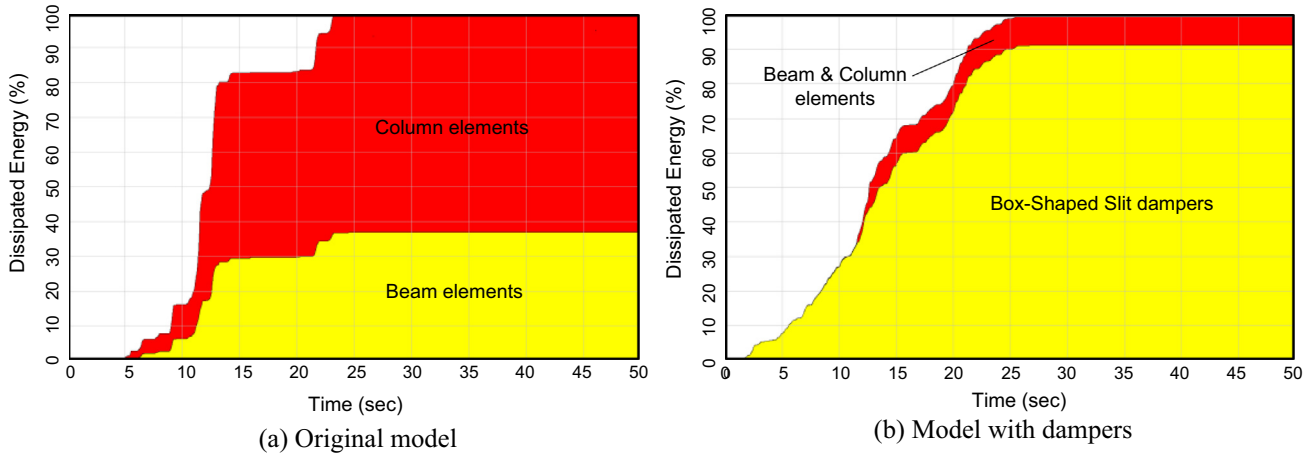 Dissipated Energy (%)
100
90
80
70
60
50
40
30
20
10
0
Column elements
Beam elements
0 5 10 15 20 25 30 35 40 45 50
Time (sec)
(a) Original model
Dissipated Energy (%)
100
90
80
70
60
50
40
30
20
10
0
Beam & Column
elements
Box-Shaped Slit dampers
0 5 10 15 20 25 30 35 40 45 50
Time (sec)
(b) Model with dampers